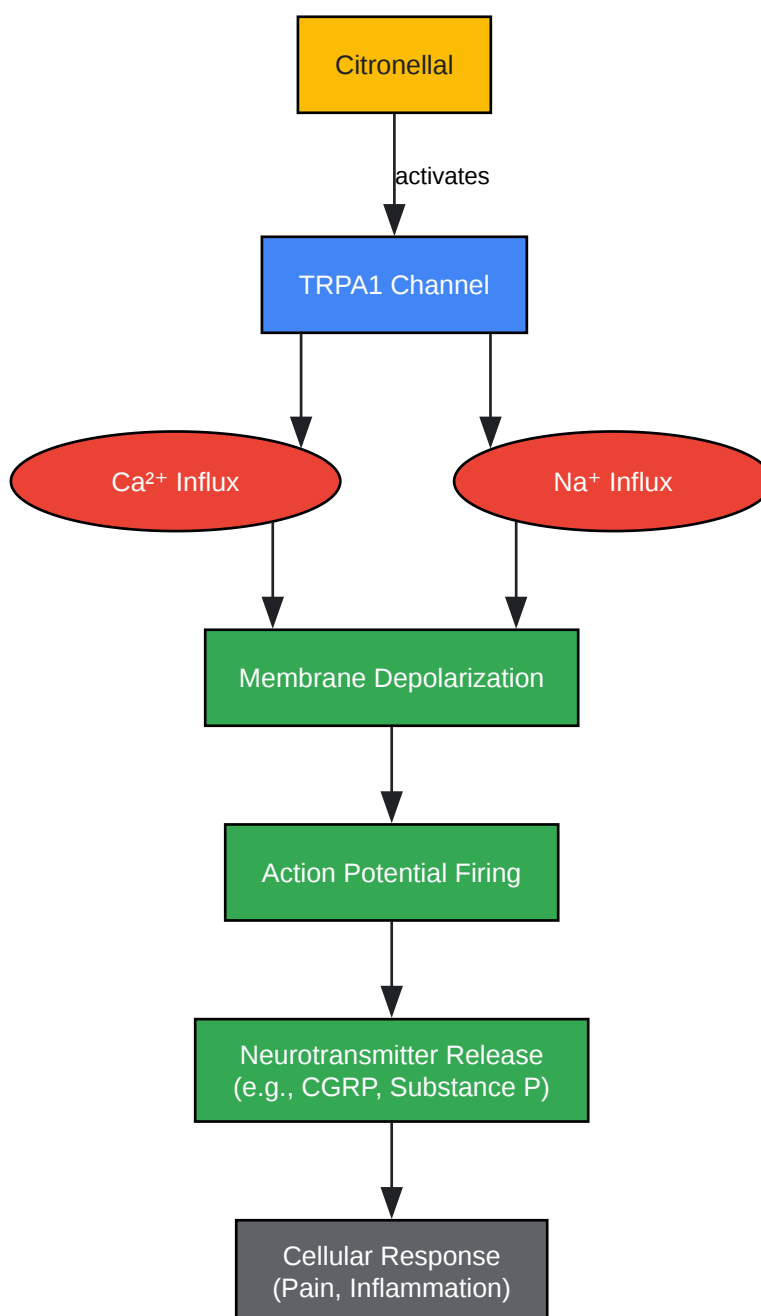 Citronellal
activates
TRPA1 Channel
Ca²⁺ Influx
Na⁺ Influx
Membrane Depolarization
Action Potential Firing
Neurotransmitter Release
(e.g., CGRP, Substance P)
Cellular Response
(Pain, Inflammation)